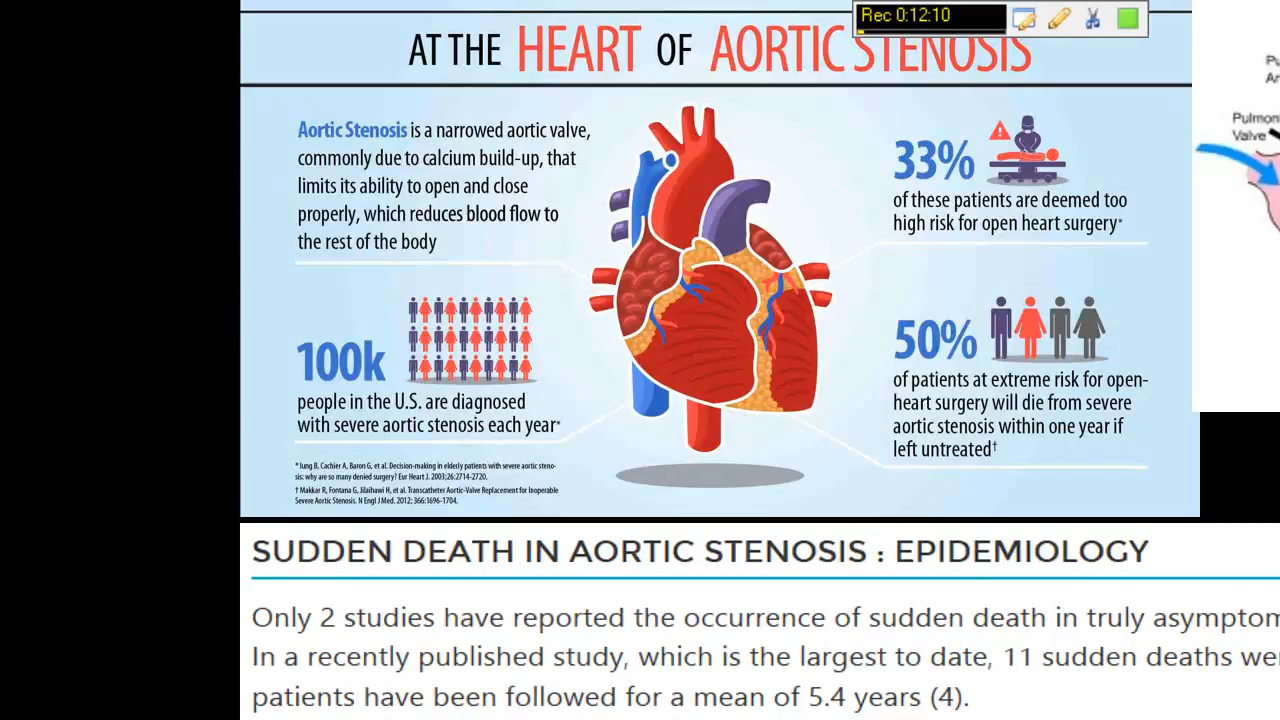 Rec 0:12:10
AT THE HEART OF AORTIC STENOSIS
Aortic Stenosis is a narrowed aortic valve,
commonly due to calcium build-up, that
limits its ability to open and close
properly, which reduces blood flow to
the rest of the body
100k
people in the U.S. are diagnosed
with severe aortic stenosis each year*
* Iung B, Cachier A, Baron G, et al. Decision-making in elderly patients with severe aortic steno-
sis: why are so many denied surgery? Eur Heart J. 2003;26:2714-2720.
† Makkar R, Fontana G, Jilaihawi H, et al. Transcatheter Aortic-Valve Replacement for Inoperable
Severe Aortic Stenosis. N Engl J Med. 2012; 366:1696-1704.
33%
of these patients are deemed too
high risk for open heart surgery*
50%
of patients at extreme risk for open-
heart surgery will die from severe
aortic stenosis within one year if
left untreated†
Valve
SUDDEN DEATH IN AORTIC STENOSIS : EPIDEMIOLOGY
Only 2 studies have reported the occurrence of sudden death in truly
In a recently published study, which is the largest to date, 11 sudden deaths
patients have been followed for a mean of 5.4 years (4).